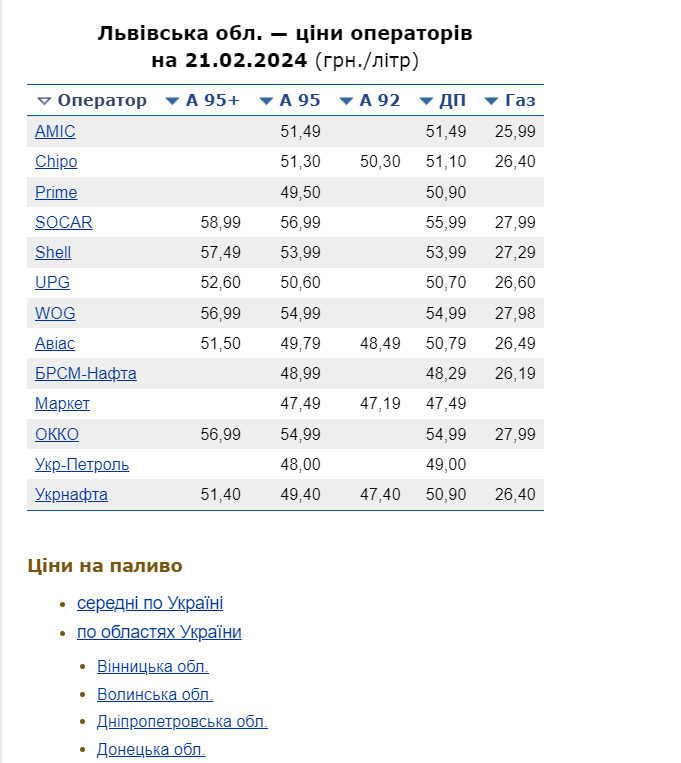 Львівська обл. — ціни операторів
на 21.02.2024 (грн./літр)
Оператор А 95+ А 95 А 92 ДП Газ
AMIC 51,49 51,49 25,99
Chipo 51,30 50,30 51,10 26,40
Prime 49,50 50,90
SOCAR 58,99 56,99 55,99 27,99
Shell 57,49 53,99 53,99 27,29
UPG 52,60 50,60 50,70 26,60
WOG 56,99 54,99 54,99 27,98
Авіас 51,50 49,79 48,49 50,79 26,49
БРСМ-Нафта 48,99 48,29 26,19
Маркет 47,49 47,19 47,49
ОККО 56,99 54,99 54,99 27,99
Укр-Петроль 48,00 49,00
Укрнафта 51,40 49,40 47,40 50,90 26,40
Ціни на паливо
середні по Україні
по областях України
Вінницька обл.
Волинська обл.
Дніпропетровська обл.
Донецька обл.